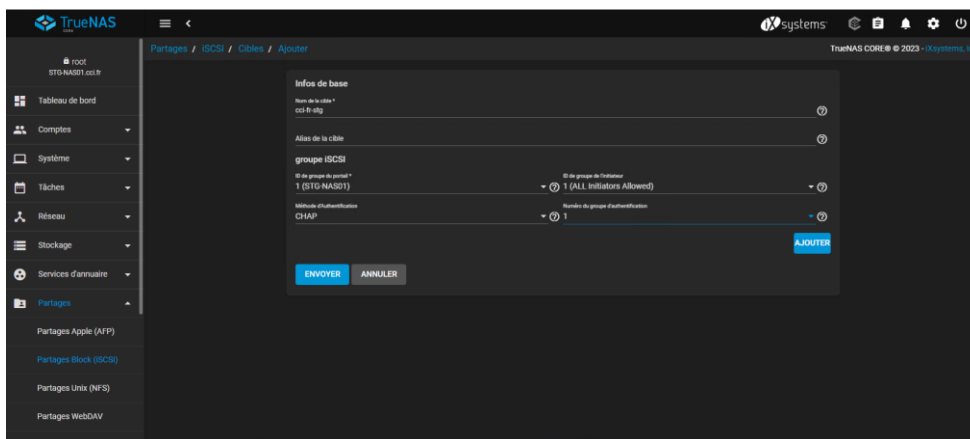 TrueNAS
CORE
iXsystems
root
STG-NAS01.cci.fr
Partages / iSCSI / Cibles / Ajouter
TrueNAS CORE® © 2023 - iXsystems,
Tableau de bord
Comptes
Système
Tâches
Réseau
Stockage
Services d'annuaire
Partages
Partages Apple (AFP)
Partages Block (iSCSI)
Partages Unix (NFS)
Partages WebDAV
Infos de base
Nom de la cible *
cci-fr-stg
Alias de la cible
groupe iSCSI
ID de groupe du portail *
1 (STG-NAS01)
ID de groupe de l'initiateur
1 (ALL Initiators Allowed)
Méthode d'Authentification
CHAP
Numéro du groupe d'authentification
1
AJOUTER
ENVOYER
ANNULER